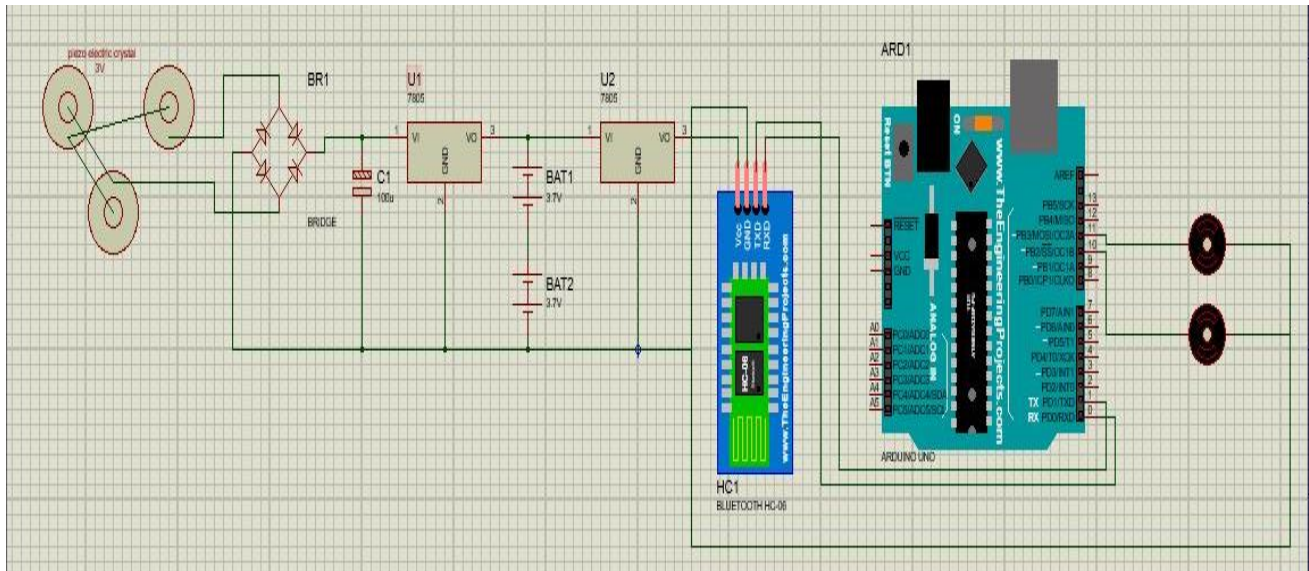 piezo electric crystal
3V
BR1
BRIDGE
U1
7805
VI
VO
GND
1
3
2
C1
100u
BAT1
3.7V
BAT2
3.7V
U2
7805
VI
VO
GND
1
3
2
Vcc
GND
TXD
RXD
HC-06
www.TheEngineeringProjects.com
HC1
BLUETOOTH HC-06
ARD1
Reset BTN
ON
www.TheEngineeringProjects.com
ANALOG IN
RESET
VCC
GND
A0
A1
A2
A3
A4
A5
PC0/ADC0
PC1/ADC1
PC2/ADC2
PC3/ADC3
PC4/ADC4/SDA
PC5/ADC5/SCL
AREF
PB5/SCK
13
PB4/MISO
12
~PB3/MOSI/OC2A
11
~PB2/SS/OC1B
10
~PB1/OC1A
9
PB0/ICP1/CLKO
8
PD7/AIN1
7
~PD6/AIN0
6
~PD5/T1
5
PD4/T0/XCK
4
~PD3/INT1
3
PD2/INT0
2
TX
PD1/TXD
1
RX
PD0/RXD
0
ARDUINO UNO